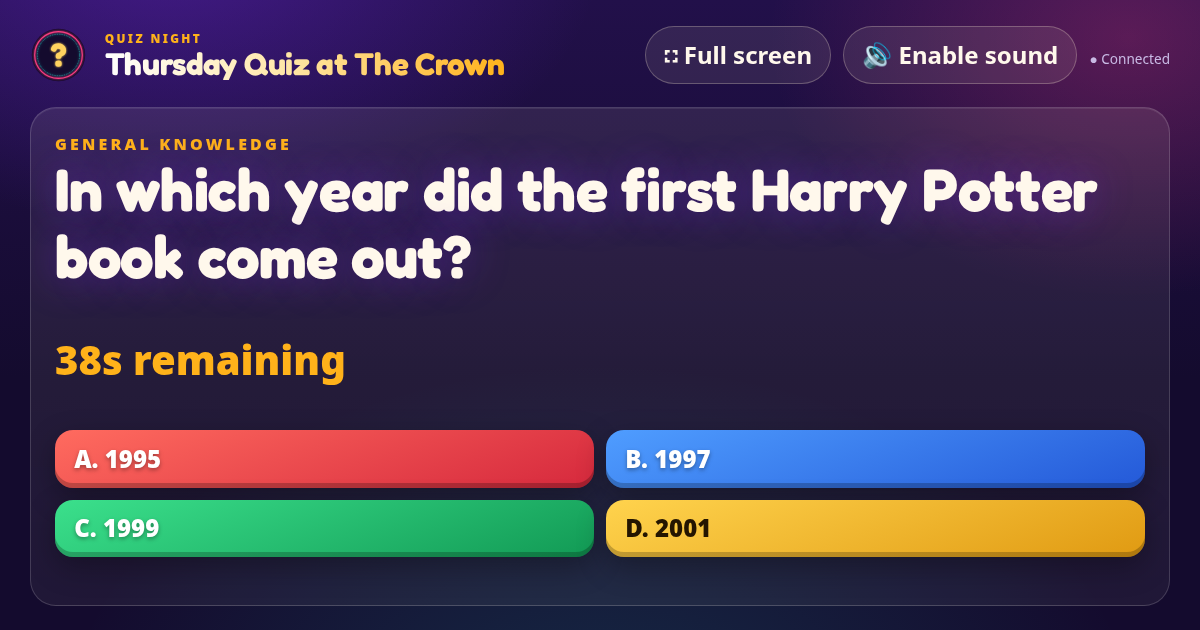 ?
QUIZ NIGHT
Thursday Quiz at The Crown
Full screen
Enable sound
Connected
GENERAL KNOWLEDGE
In which year did the first Harry Potter
book come out?
38s remaining
A. 1995
B. 1997
C. 1999
D. 2001